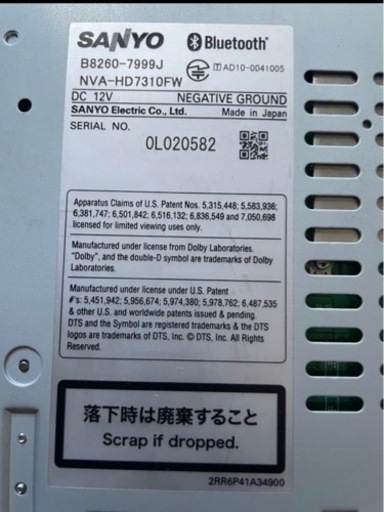 SANYO Bluetooth®
B8260-7999J
T AD10-0041005
NVA-HD7310FW
DC 12V NEGATIVE GROUND
SANYO Electric Co., Ltd. Made in Japan
SERIAL NO.
0L020582
Apparatus Claims of U.S. Patent Nos. 5,315,448; 5,583,936;
6,381,747; 6,501,842; 6,516,132; 6,836,549 and 7,050,698
licensed for limited viewing uses only.
Manufactured under license from Dolby Laboratories.
"Dolby", and the double-D symbol are trademarks of Dolby
Laboratories.
Manufactured under license under U.S. Patent
#'s: 5,451,942; 5,956,674; 5,974,380; 5,978,762; 6,487,535
& other U.S. and worldwide patents issued & pending.
DTS and the Symbol are registered trademarks & the DTS
logos are trademarks of DTS, Inc. © DTS, Inc. All Rights
Reserved.
落下時は廃棄すること
Scrap if dropped.
2RR6P41A34900